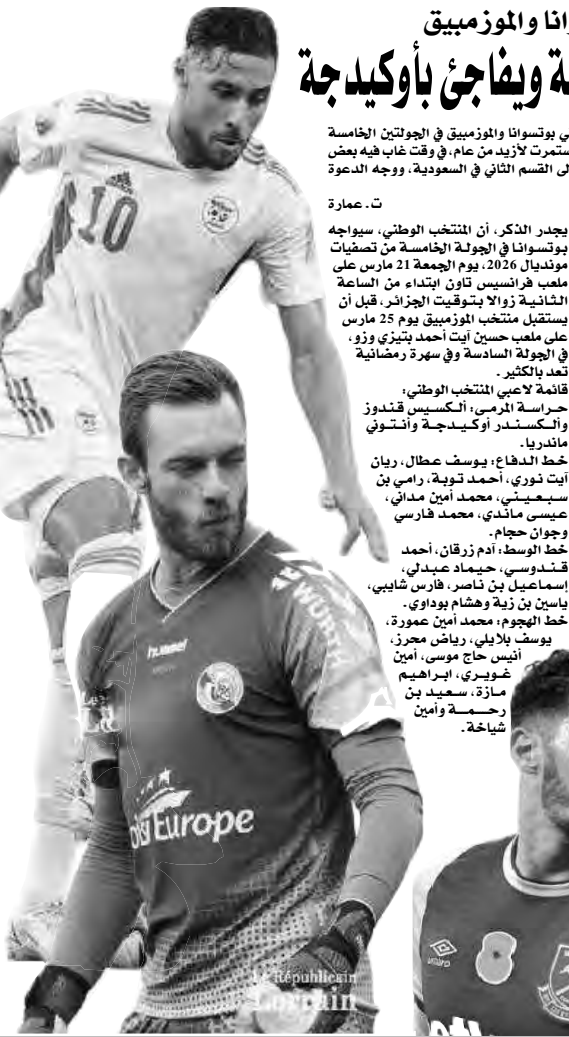 وانا والموزمبيق
ة ويفاجئ بأوكيدجة
ي بوتسوانا والموزمبيق في الجولتين الخامسة
ستمرت لأزيد من عام، في وقت غاب فيه بعض
لى القسم الثاني في السعودية، ووجه الدعوة
ت. عمارة
يجدر الذكر، أن المنتخب الوطني، سيواجه
بوتسوانا في الجولة الخامسة من تصفيات
مونديال 2026، يوم الجمعة 21 مارس على
ملعب فرانسيس تاون ابتداء من الساعة
الثانية زوالا بتوقيت الجزائر، قبل أن
يستقبل منتخب الموزمبيق يوم 25 مارس
على ملعب حسين آيت أحمد بتيزي وزو،
في الجولة السادسة وفي سهرة رمضانية
تعد بالكثير.
قائمة لاعبي المنتخب الوطني:
حراسة المرمى: ألكسيس قندوز
وألكسندر أوكيدجة وأنتوني
ماندريا.
خط الدفاع: يوسف عطال، ريان
آيت نوري، أحمد توبة، رامي بن
سبعيني، محمد أمين مداني،
عيسى ماندي، محمد فارسي
وجوان حجام.
خط الوسط: آدم زرقان، أحمد
قندوسي، حيماد عبدلي،
إسماعيل بن ناصر، فارس شايبي،
ياسين بن زية وهشام بوداوي.
خط الهجوم: محمد أمين عمورة،
يوسف بلايلي، رياض محرز،
أنيس حاج موسى، أمين
غويري، ابراهيم
مازة، سعيد بن
رحمة وأمين
شياخة.
adidas
10
WÜRTH
hummel
Europe
Le Républicain
Lorrain
umbro